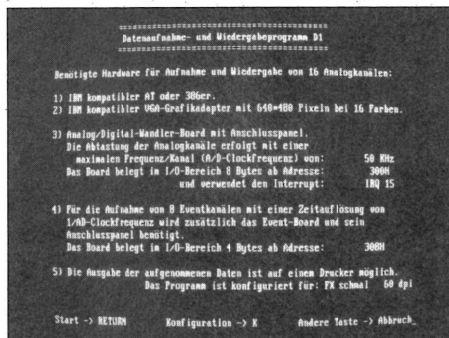 Datenaufnahme- und Wiedergabeprogramm D1
Benötigte Hardware für Aufnahme und Wiedergabe von 16 Analogkanälen:
1) IBM kompatibler AT oder 386er.
2) IBM kompatibler VGA-Grafikadapter mit 640*480 Pixeln bei 16 Farben.
3) Analog/Digital-Wandler-Board mit Anschlusspanel.
Die Abtastung der Analogkanäle erfolgt mit einer
maximalen Frequenz/Kanal (A/D-Clockfrequenz) von: 50 KHz
Das Board belegt im I/O-Bereich 8 Bytes ab Adresse: 300H
und verwendet den Interrupt: IRQ 15
4) Für die Aufnahme von 8 Eventkanälen mit einer Zeitauflösung von
1/AD-Clockfrequenz wird zusätzlich das Event-Board und sein
Anschlusspanel benötigt.
Das Board belegt im I/O-Bereich 4 Bytes ab Adresse: 308H
5) Die Ausgabe der aufgenommenen Daten ist auf einem Drucker möglich.
Das Programm ist konfiguriert für: FX schmal 60 dpi
Start -> RETURN Konfiguration -> K Andere Taste -> Abbruch_